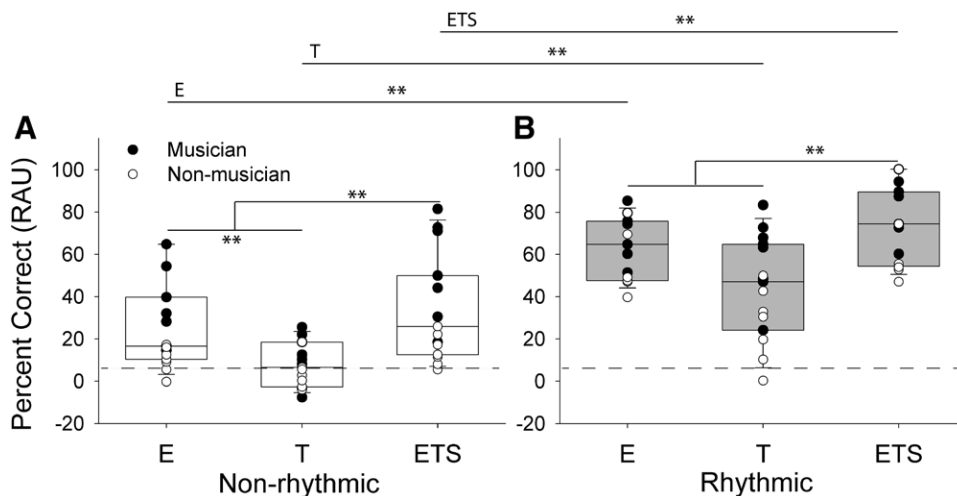 ETS **
T **
E **
A B
Musician
Non-musician
** **
**
Percent Correct (RAU)
100 100
80 80
60 60
40 40
20 20
0 0
-20 -20
E T ETS E T ETS
Non-rhythmic Rhythmic